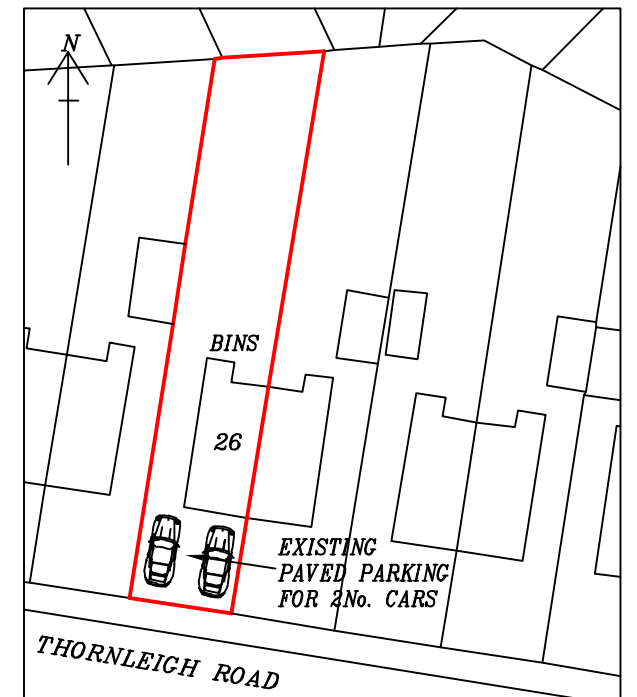 N
BINS
26
EXISTING
PAVED PARKING
FOR 2No. CARS
THORNLEIGH ROAD